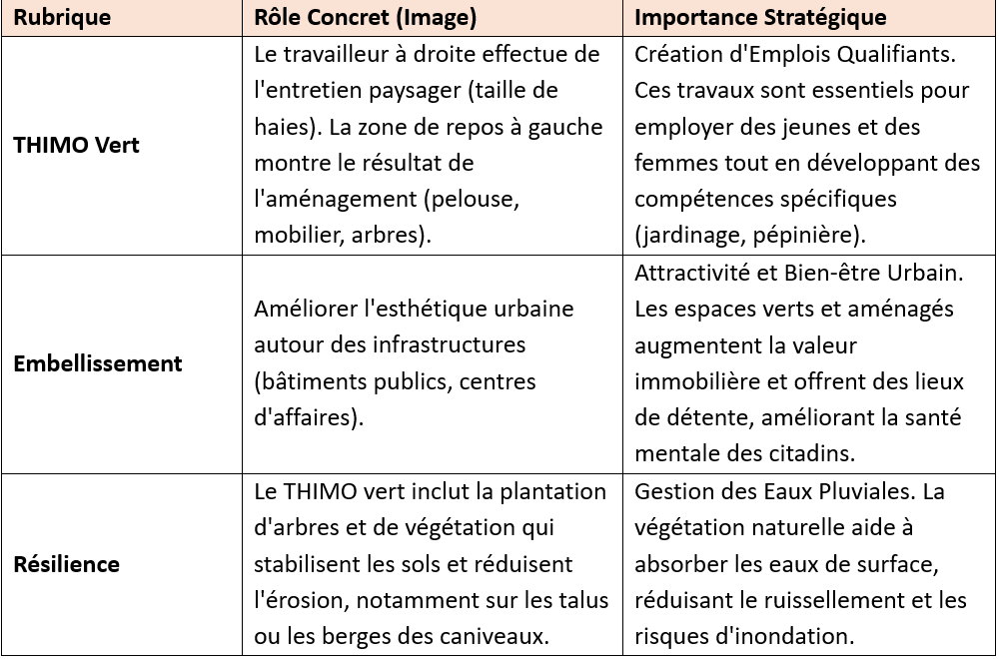 Rubrique
Rôle Concret (Image)
Importance Stratégique
THIMO Vert
Le travailleur à droite effectue de
l'entretien paysager (taille de
haies). La zone de repos à gauche
montre le résultat de
l'aménagement (pelouse,
mobilier, arbres).
Création d'Emplois Qualifiants.
Ces travaux sont essentiels pour
employer des jeunes et des
femmes tout en développant des
compétences spécifiques
(jardinage, pépinière).
Embellissement
Améliorer l'esthétique urbaine
autour des infrastructures
(bâtiments publics, centres
d'affaires).
Attractivité et Bien-être Urbain.
Les espaces verts et aménagés
augmentent la valeur
immobilière et offrent des lieux
de détente, améliorant la santé
mentale des citadins.
Résilience
Le THIMO vert inclut la plantation
d'arbres et de végétation qui
stabilisent les sols et réduisent
l'érosion, notamment sur les talus
ou les berges des caniveaux.
Gestion des Eaux Pluviales. La
végétation naturelle aide à
absorber les eaux de surface,
réduisant le ruissellement et les
risques d'inondation.